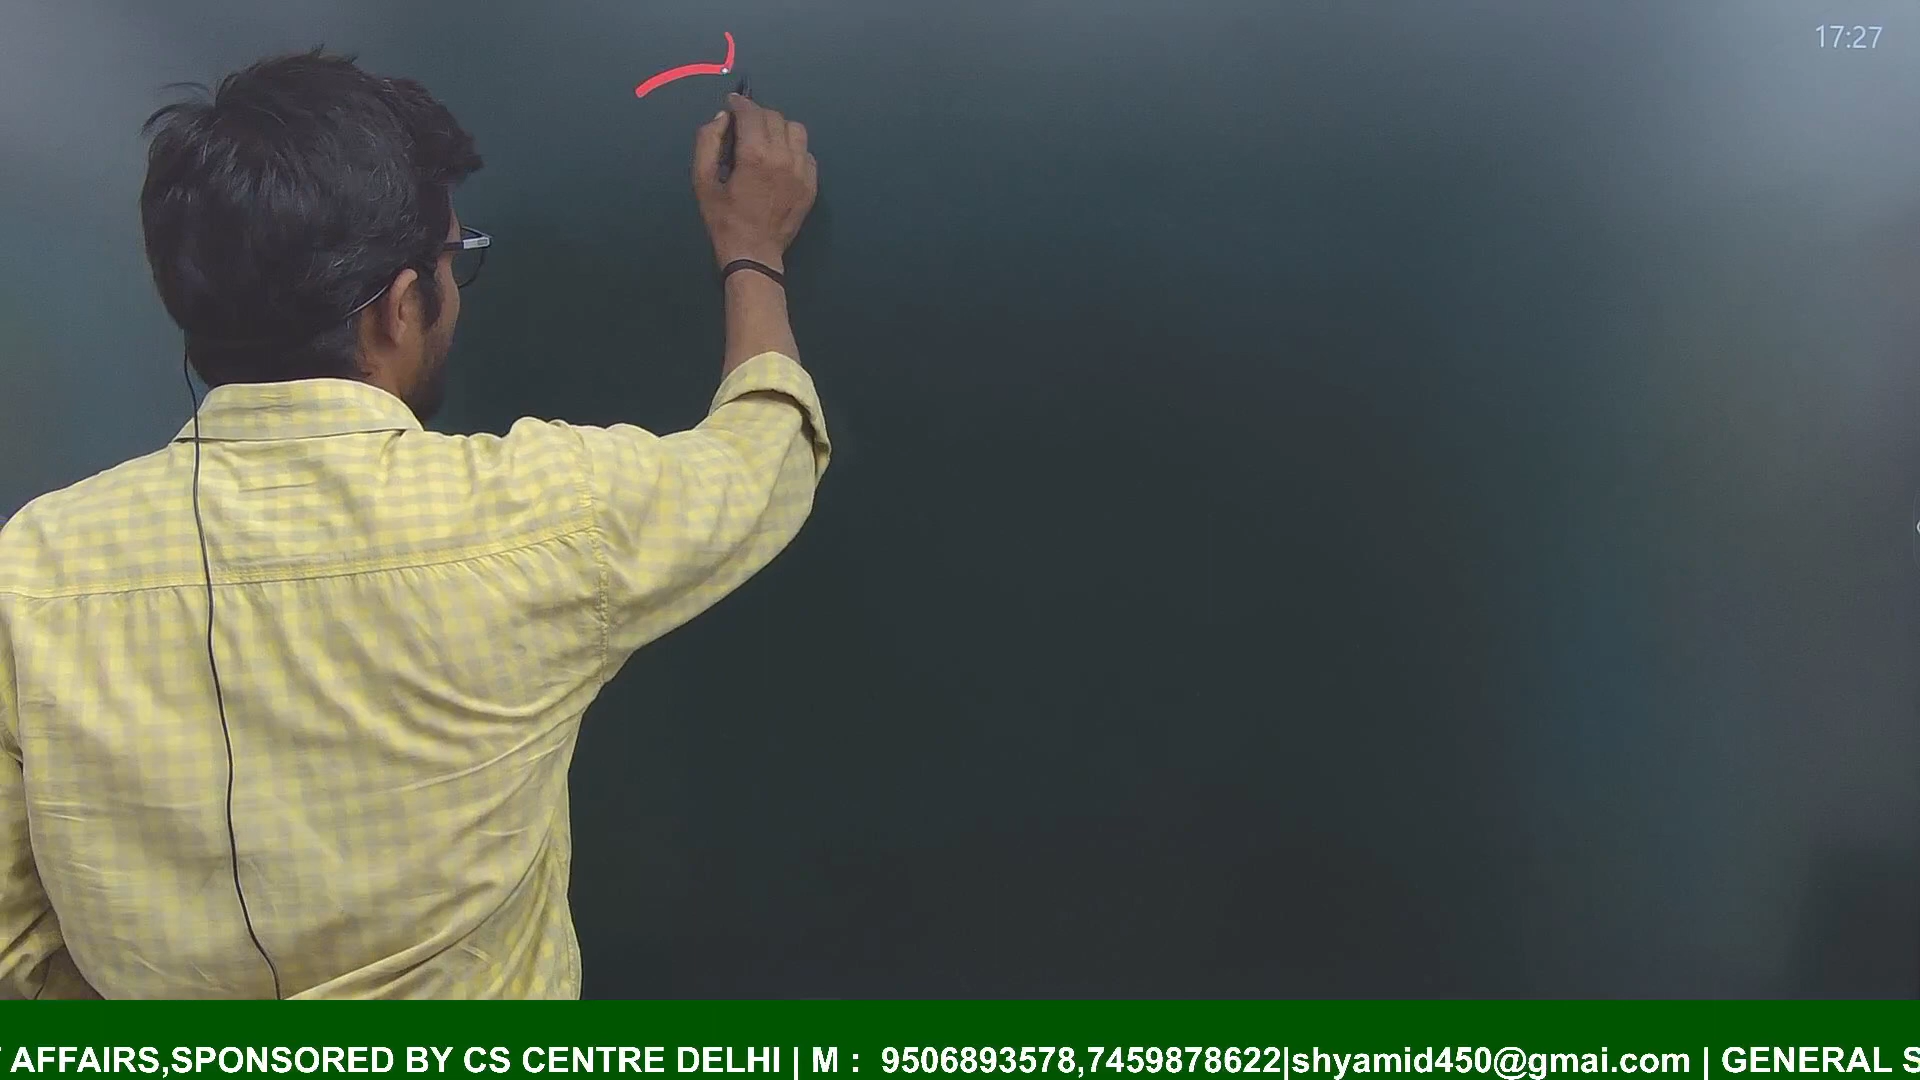 17:27
AFFAIRS,SPONSORED BY CS CENTRE DELHI | M : 9506893578,7459878622|shyamid450@gmai.com | GENERAL S